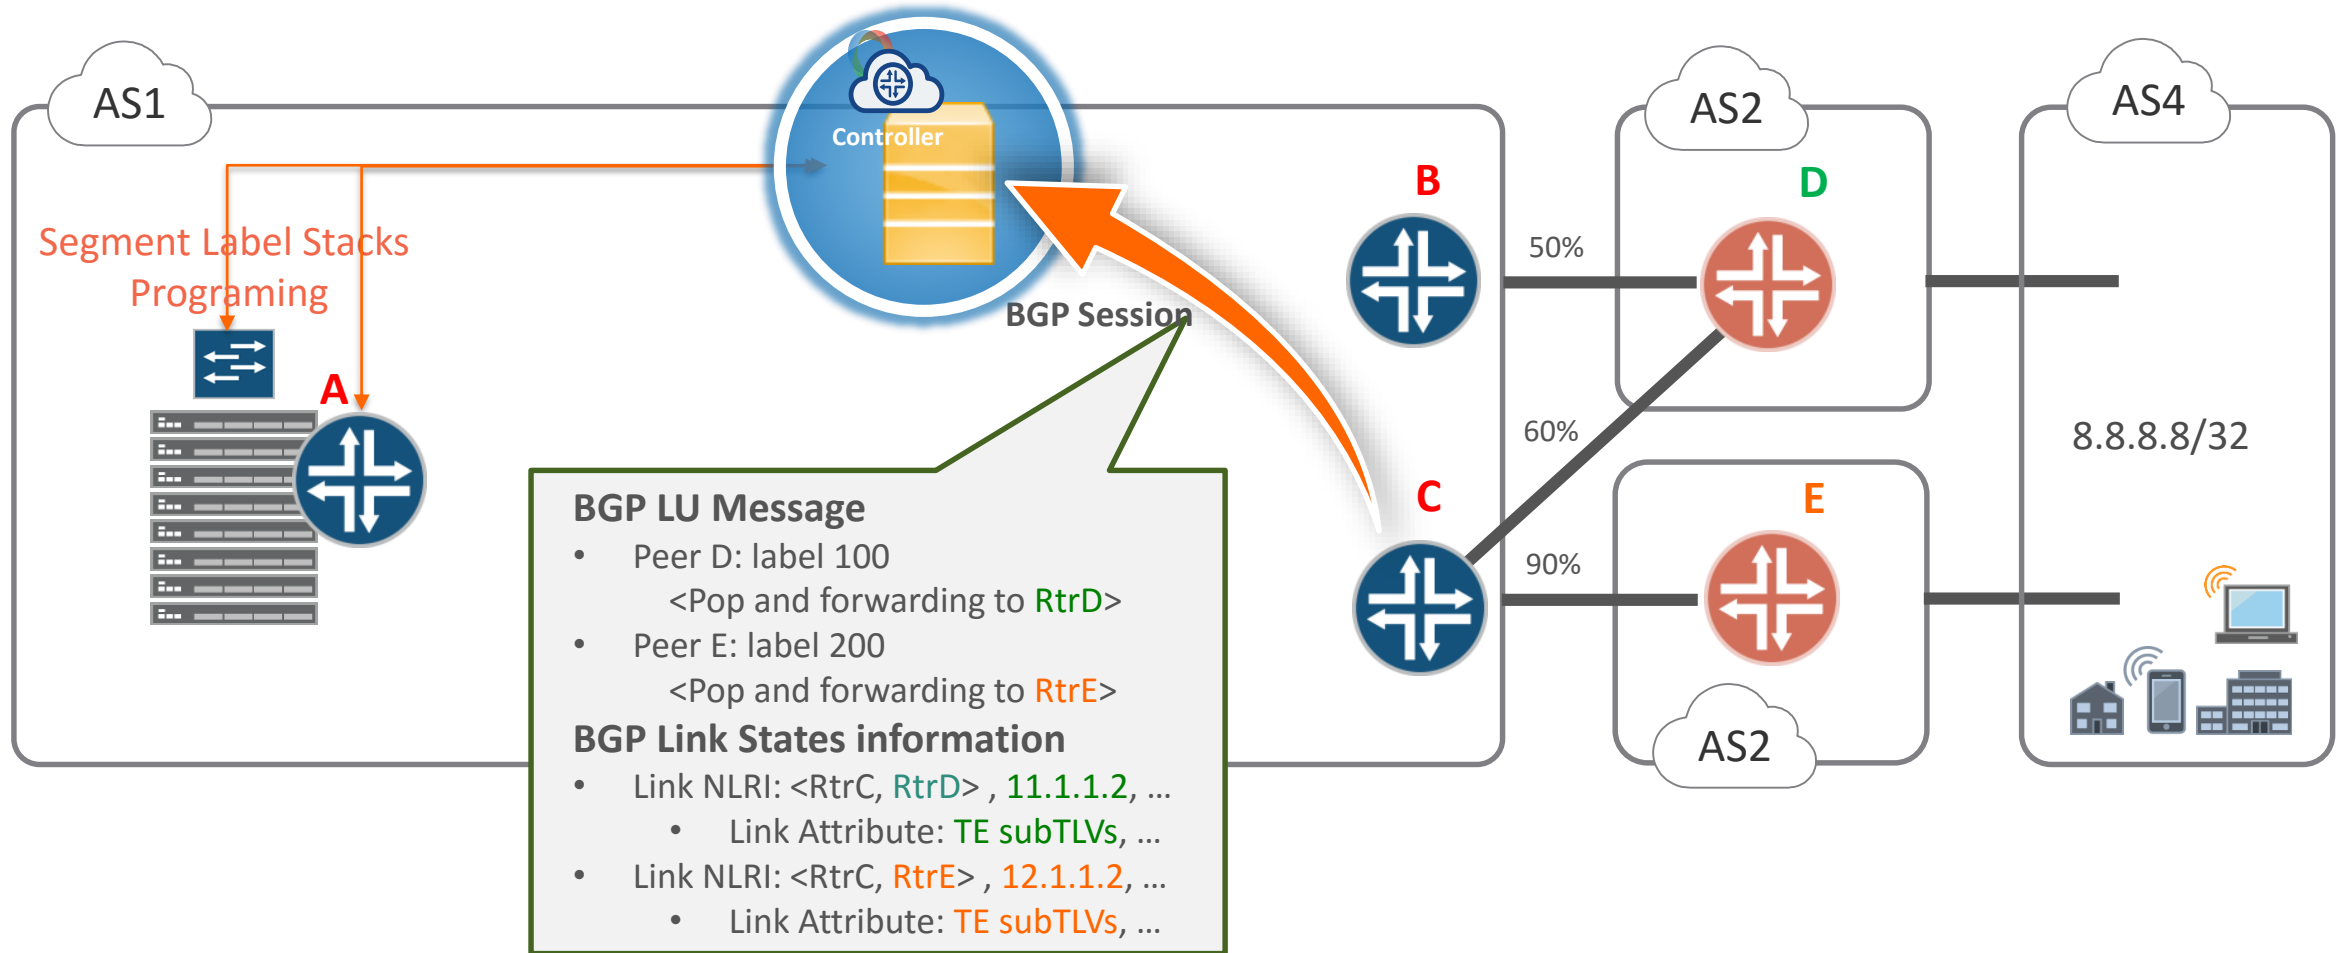 AS1
Controller
AS2
AS4
Segment Label Stacks
Programing
A
BGP Session
B
D
50%
60%
C
90%
E
8.8.8.8/32
AS2
BGP LU Message
• Peer D: label 100
<Pop and forwarding to RtrD>
• Peer E: label 200
<Pop and forwarding to RtrE>
BGP Link States information
• Link NLRI: <RtrC, RtrD> , 11.1.1.2, ...
• Link Attribute: TE subTLVs, ...
• Link NLRI: <RtrC, RtrE> , 12.1.1.2, ...
• Link Attribute: TE subTLVs, ...